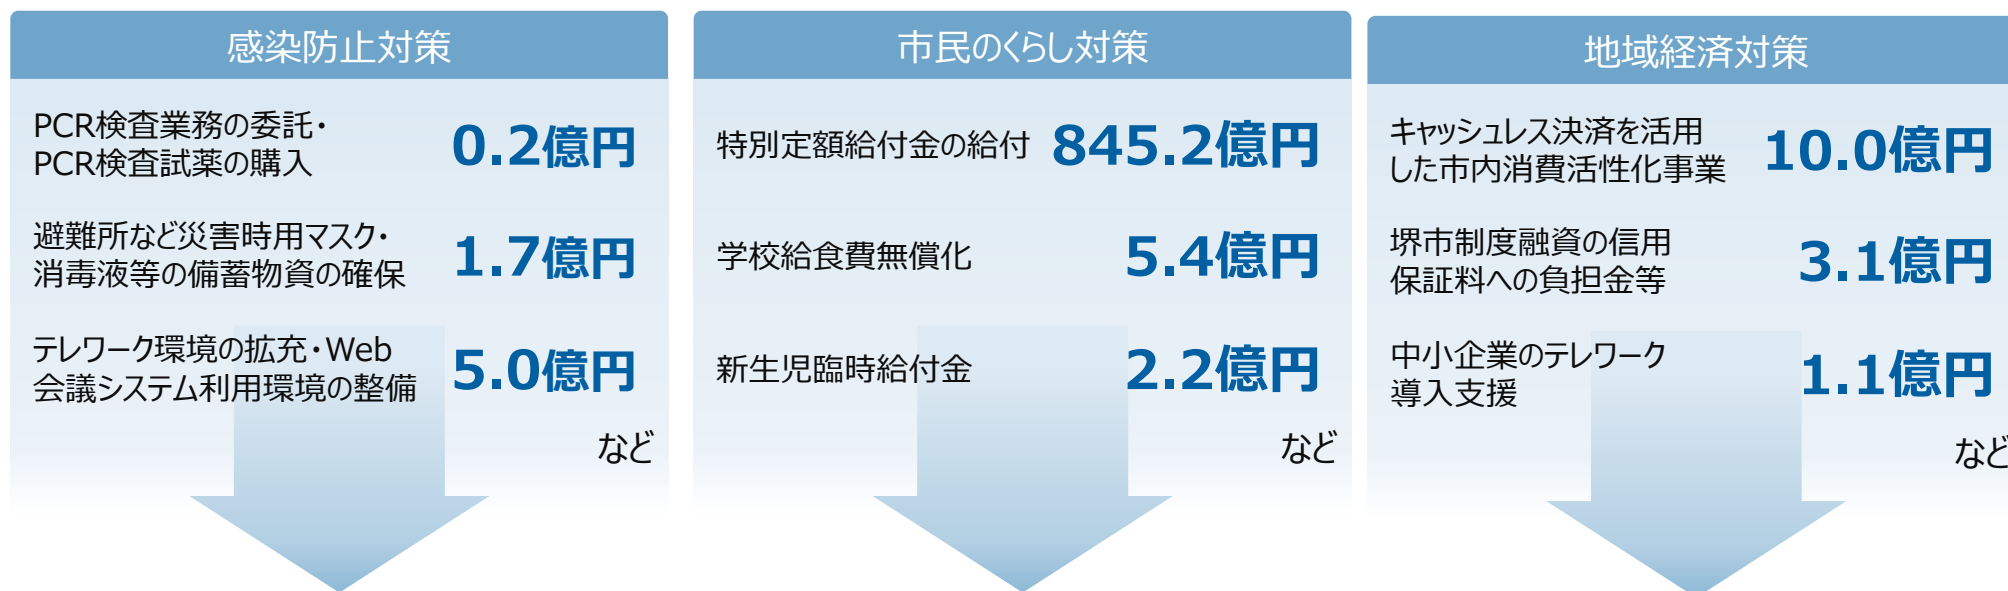 感染防止対策
PCR検査業務の委託・
PCR検査試薬の購入
0.2億円
避難所など災害時用マスク・
消毒液等の備蓄物資の確保
1.7億円
テレワーク環境の拡充・Web
会議システム利用環境の整備
5.0億円
など
市民のくらし対策
特別定額給付金の給付
845.2億円
学校給食費無償化
5.4億円
新生児臨時給付金
2.2億円
など
地域経済対策
キャッシュレス決済を活用
した市内消費活性化事業
10.0億円
堺市制度融資の信用
保証料への負担金等
3.1億円
中小企業のテレワーク
導入支援
1.1億円
など